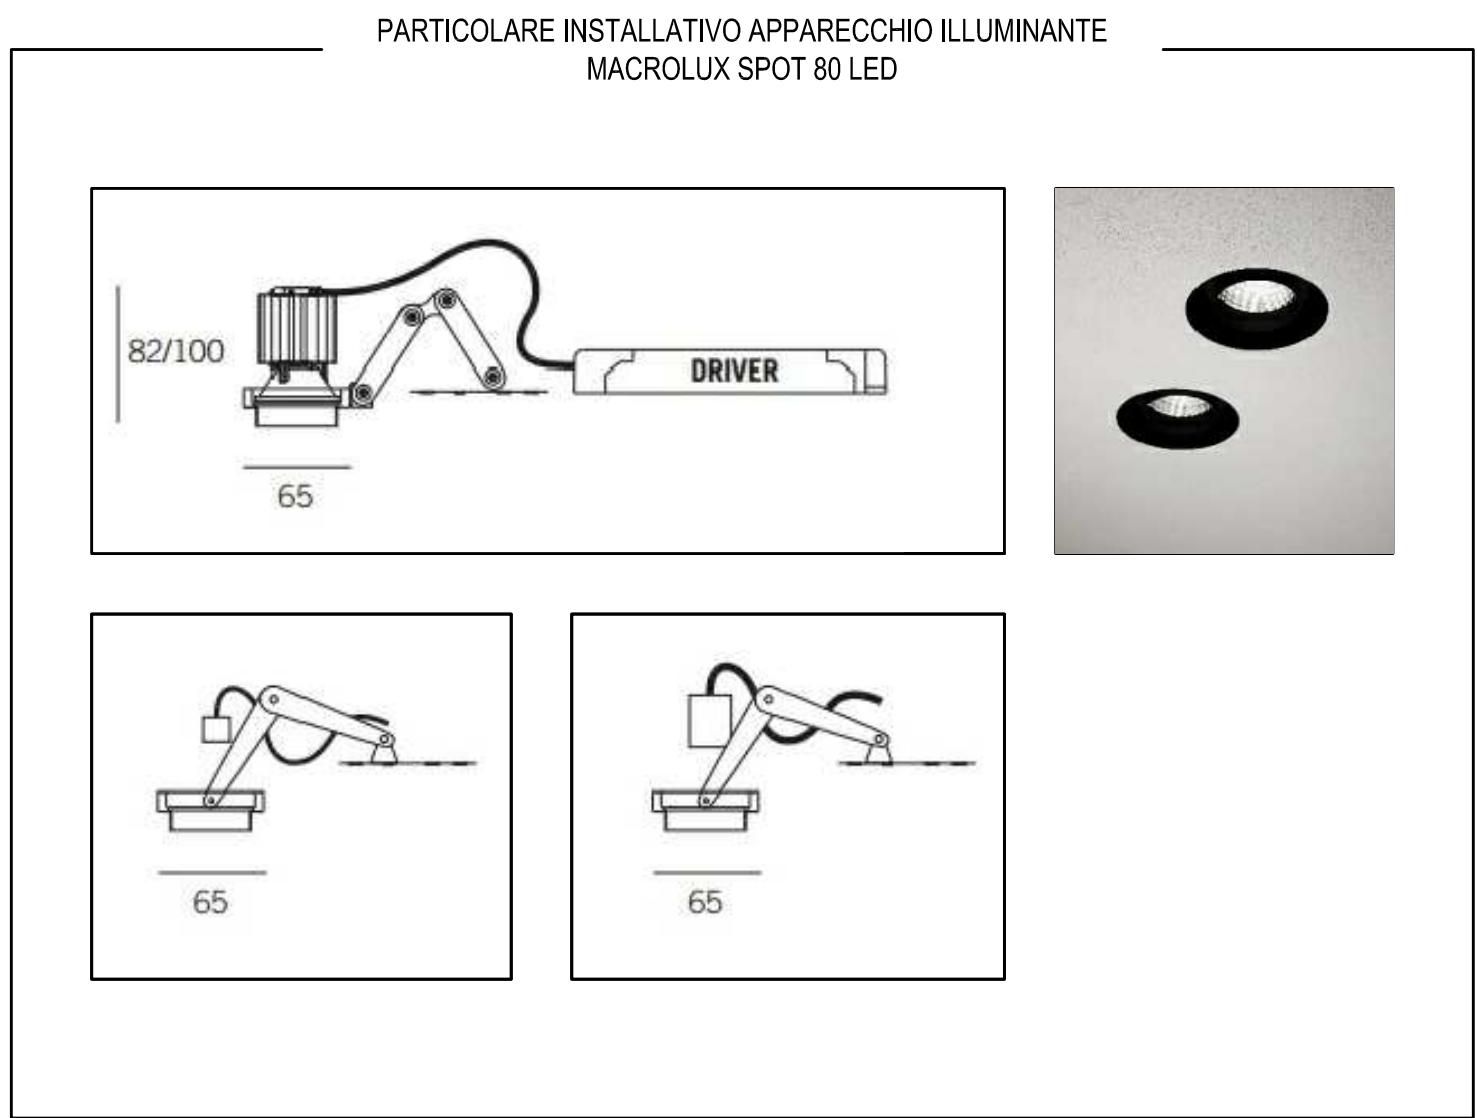 PARTICOLARE INSTALLATIVO APPARECCHIO ILLUMINANTE
MACROLUX SPOT 80 LED
82/100
DRIVER
65
65
65